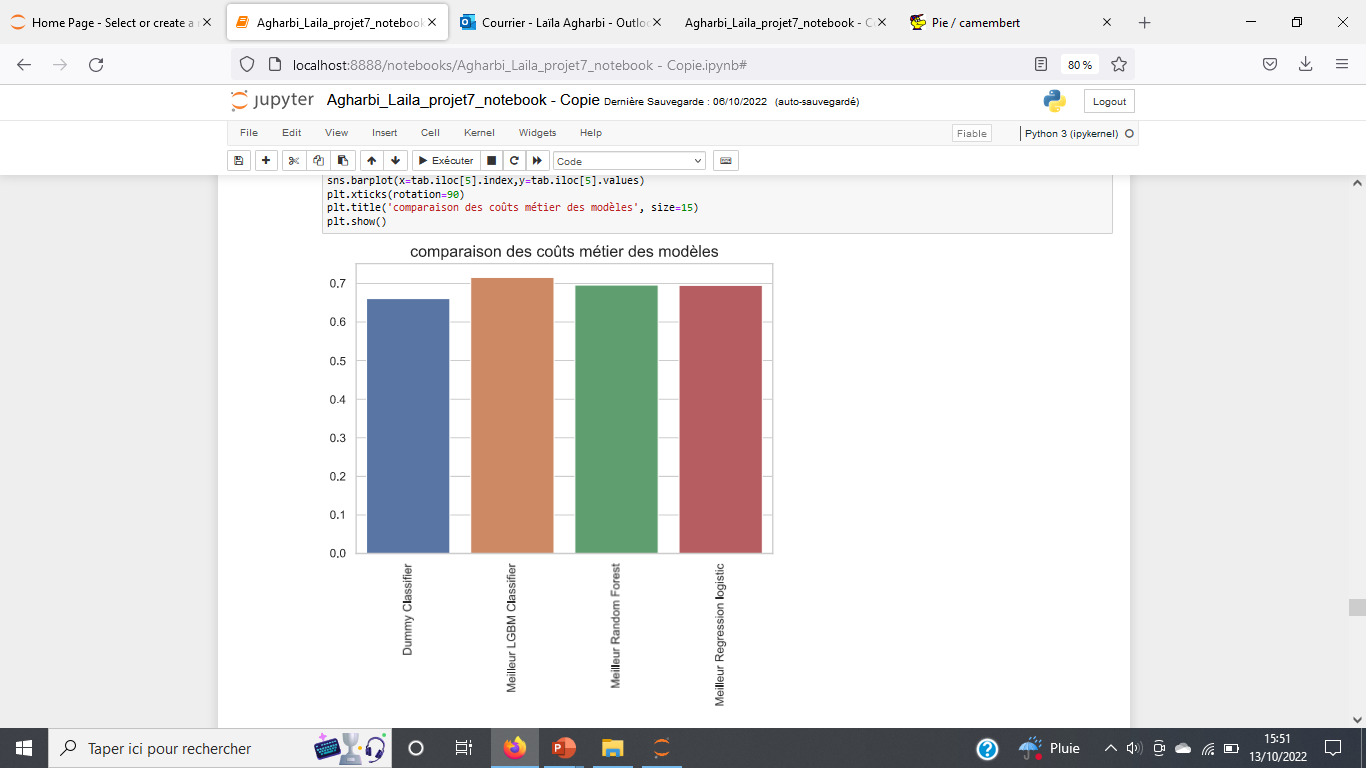 Home Page - Select or create a
Agharbi_Laila_projet7_notebook
Courrier - Laïla Agharbi - Outlo
Agharbi_Laila_projet7_notebook - Co
Pie / camembert
localhost:8888/notebooks/Agharbi_Laila_projet7_notebook - Copie.ipynb#
80 %
jupyter
Agharbi_Laila_projet7_notebook - Copie Dernière Sauvegarde : 06/10/2022 (auto-sauvegardé)
Logout
File Edit View Insert Cell Kernel Widgets Help
Fiable
Python 3 (ipykernel)
Exécuter
Code
sns.barplot(x=tab.iloc[5].index,y=tab.iloc[5].values)
plt.xticks(rotation=90)
plt.title('comparaison des coûts métier des modèles', size=15)
plt.show()
comparaison des coûts métier des modèles
0.7
0.6
0.5
0.4
0.3
0.2
0.1
0.0
Dummy Classifier
Meilleur LGBM Classifier
Meilleur Random Forest
Meilleur Regression logistic
Taper ici pour rechercher
Pluie
15:51
13/10/2022